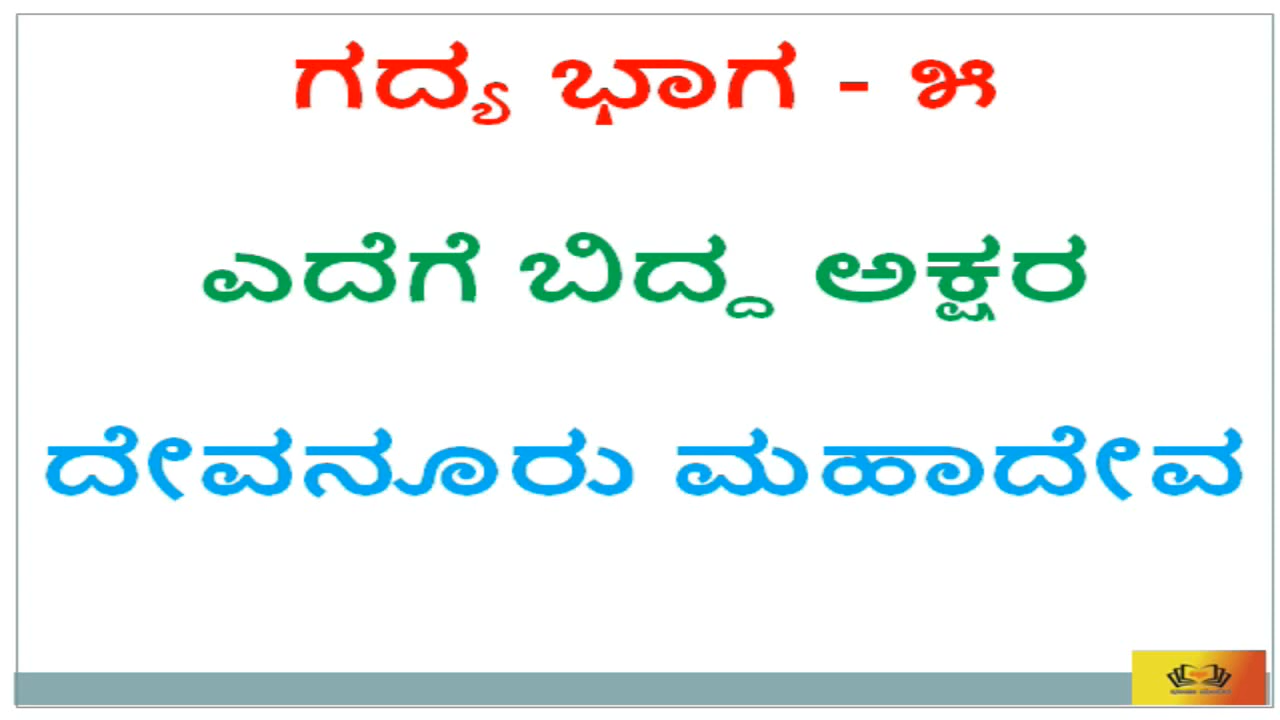 ಗದ್ಯ ಭಾಗ - ೫
ಎದೆಗೆ ಬಿದ್ದ ಅಕ್ಷರ
ದೇವನೂರು ಮಹಾದೇವ